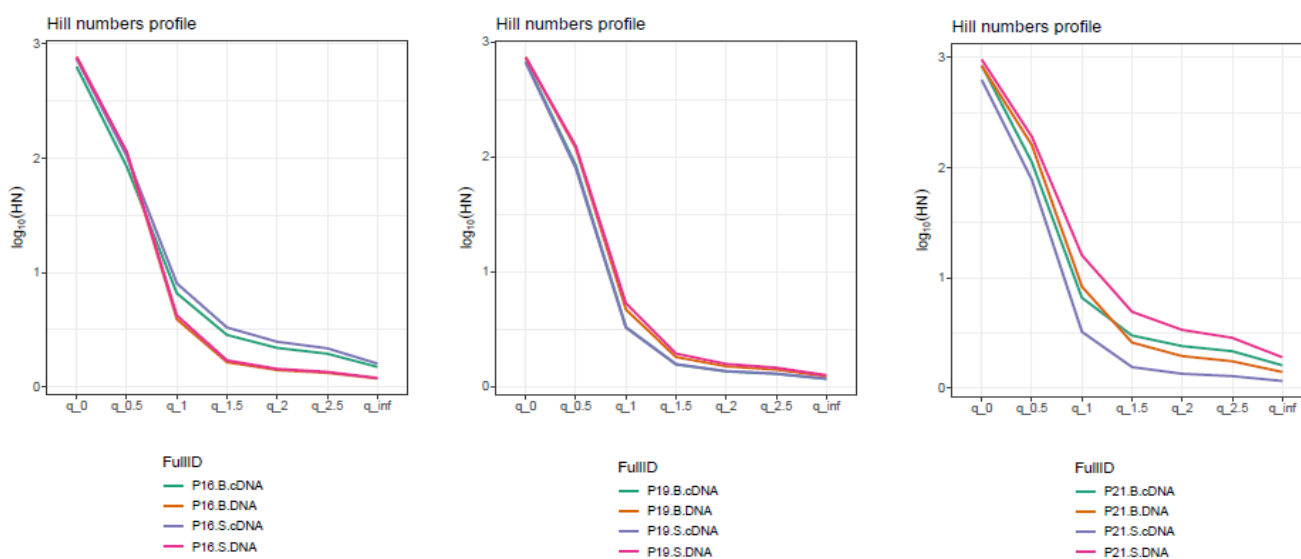 Hill numbers profile
3
2
1
0
log10(HN)
q_0 q_0.5 q_1 q_1.5 q_2 q_2.5 q_inf
FullID
P16.B.cDNA
P16.B.DNA
P16.S.cDNA
P16.S.DNA
Hill numbers profile
3
2
1
0
log10(HN)
q_0 q_0.5 q_1 q_1.5 q_2 q_2.5 q_inf
FullID
P19.B.cDNA
P19.B.DNA
P19.S.cDNA
P19.S.DNA
Hill numbers profile
3
2
1
0
log10(HN)
q_0 q_0.5 q_1 q_1.5 q_2 q_2.5 q_inf
FullID
P21.B.cDNA
P21.B.DNA
P21.S.cDNA
P21.S.DNA